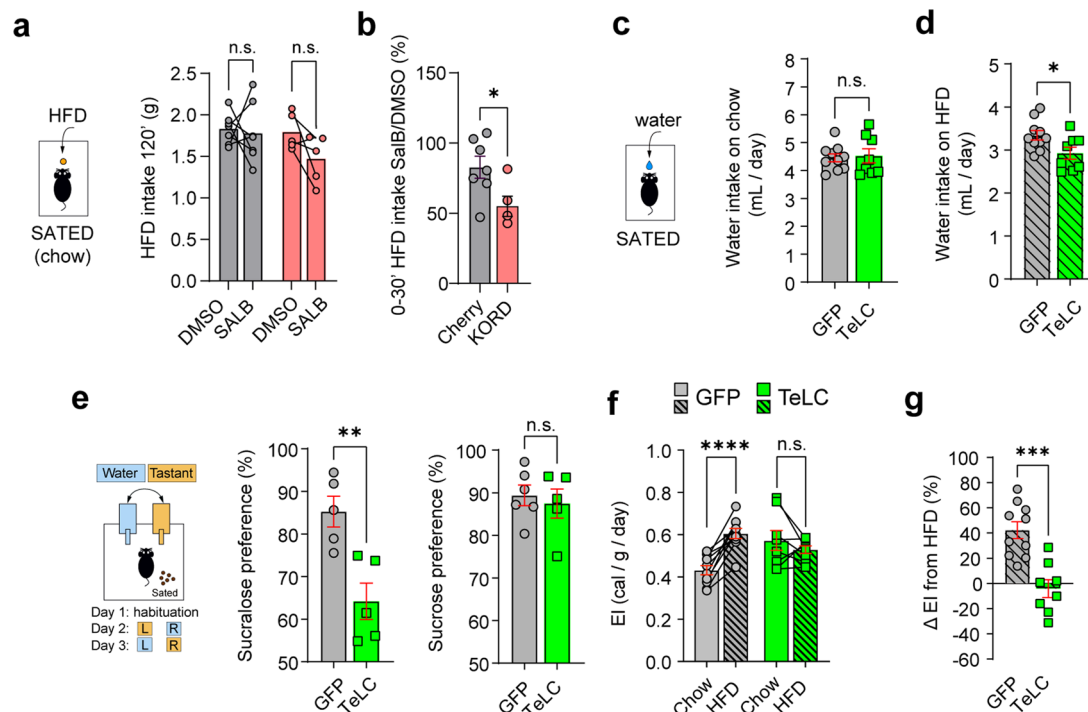 a
HFD
SATED
(chow)
HFD intake 120' (g)
2.5
2.0
1.5
1.0
0.5
0.0
n.s.
n.s.
DMSO
SALB
DMSO
SALB
b
0-30' HFD intake SalB/DMSO (%)
150
100
50
0
*
Cherry
KORD
c
water
SATED
Water intake on chow
(mL / day)
8
7
6
5
4
3
2
1
0
n.s.
GFP
TeLC
d
Water intake on HFD
(mL / day)
5
4
3
2
1
0
*
GFP
TeLC
e
Water
Tastant
Sated
Day 1: habituation
Day 2: L R
Day 3: L R
Sucralose preference (%)
100
90
80
70
60
50
**
GFP
TeLC
Sucrose preference (%)
100
90
80
70
60
50
n.s.
GFP
TeLC
GFP
TeLC
f
EI (cal / g / day)
1.0
0.8
0.6
0.4
0.2
0.0
****
n.s.
Chow
HFD
Chow
HFD
g
Δ EI from HFD (%)
100
80
60
40
20
0
-20
-40
-60
***
GFP
TeLC